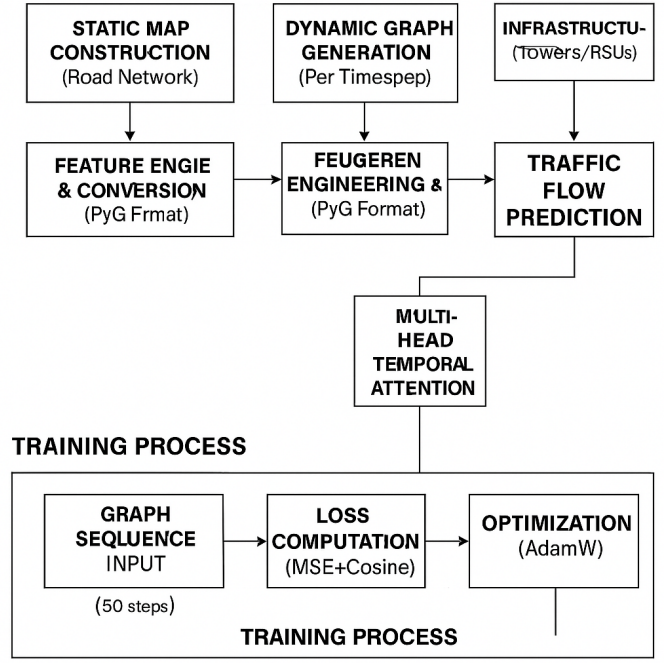 STATIC MAP
CONSTRUCTION
(Road Network)
DYNAMIC GRAPH
GENERATION
(Per Timespep)
INFRASTRUCTU-
(Towers/RSUs)
FEATURE ENGIE
& CONVERSION
(PyG Frmat)
FEUGEREN
ENGINEERING &
(PyG Format)
TRAFFIC
FLOW
PREDICTION
MULTI-
HEAD
TEMPORAL
ATTENTION
TRAINING PROCESS
GRAPH
SEQLUENCE
INPUT
(50 steps)
LOSS
COMPUTATION
(MSE+Cosine)
OPTIMIZATION
(AdamW)
TRAINING PROCESS